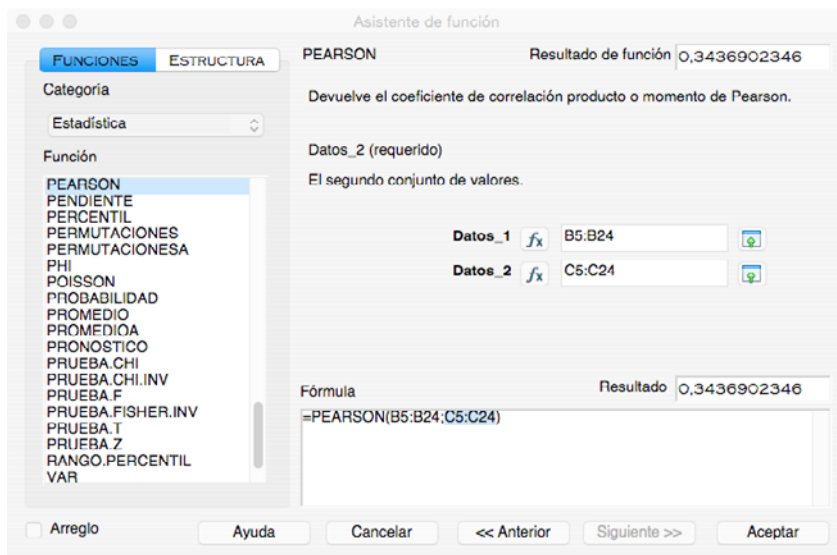 Asistente de función
FUNCIONES ESTRUCTURA
Categoría
Estadística
Función
PEARSON
PENDIENTE
PERCENTIL
PERMUTACIONES
PERMUTACIONESA
PHI
POISSON
PROBABILIDAD
PROMEDIO
PROMEDIOA
PRONOSTICO
PRUEBA.CHI
PRUEBA.CHI.INV
PRUEBA.F
PRUEBA.FISHER.INV
PRUEBA.T
PRUEBA.Z
RANGO.PERCENTIL
VAR
PEARSON Resultado de función 0,3436902346
Devuelve el coeficiente de correlación producto o momento de Pearson.
Datos_2 (requerido)
El segundo conjunto de valores.
Datos_1 fx B5:B24
Datos_2 fx C5:C24
Fórmula Resultado 0,3436902346
=PEARSON(B5:B24;C5:C24)
Arreglo Ayuda Cancelar << Anterior Siguiente >> Aceptar